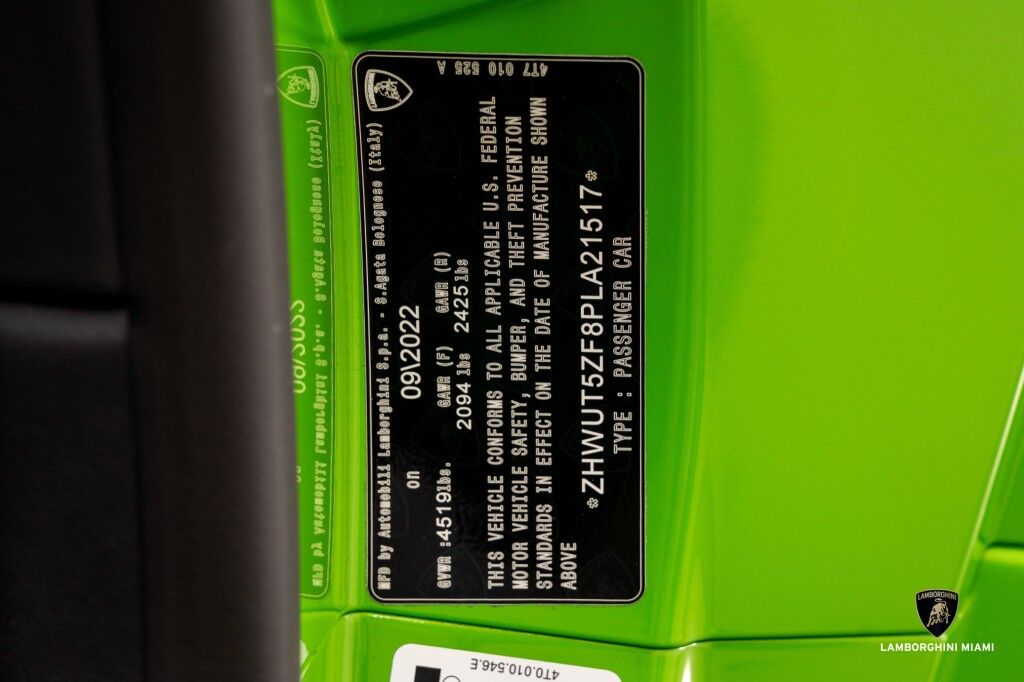 4T7 010 525 A
MFD by Automobili Lamborghini S.p.a. - S.Agata Bolognese (Italy)
on 09\2022
GVWR :4519lbs. GAWR (F) GAWR (R)
2094 lbs 2425lbs
THIS VEHICLE CONFORMS TO ALL APPLICABLE U.S. FEDERAL
MOTOR VEHICLE SAFETY, BUMPER, AND THEFT PREVENTION
STANDARDS IN EFFECT ON THE DATE OF MANUFACTURE SHOWN
ABOVE
*ZHWUT5ZF8PLA21517*
TYPE : PASSENGER CAR
4T0.010.546.E
LAMBORGHINI
LAMBORGHINI MIAMI